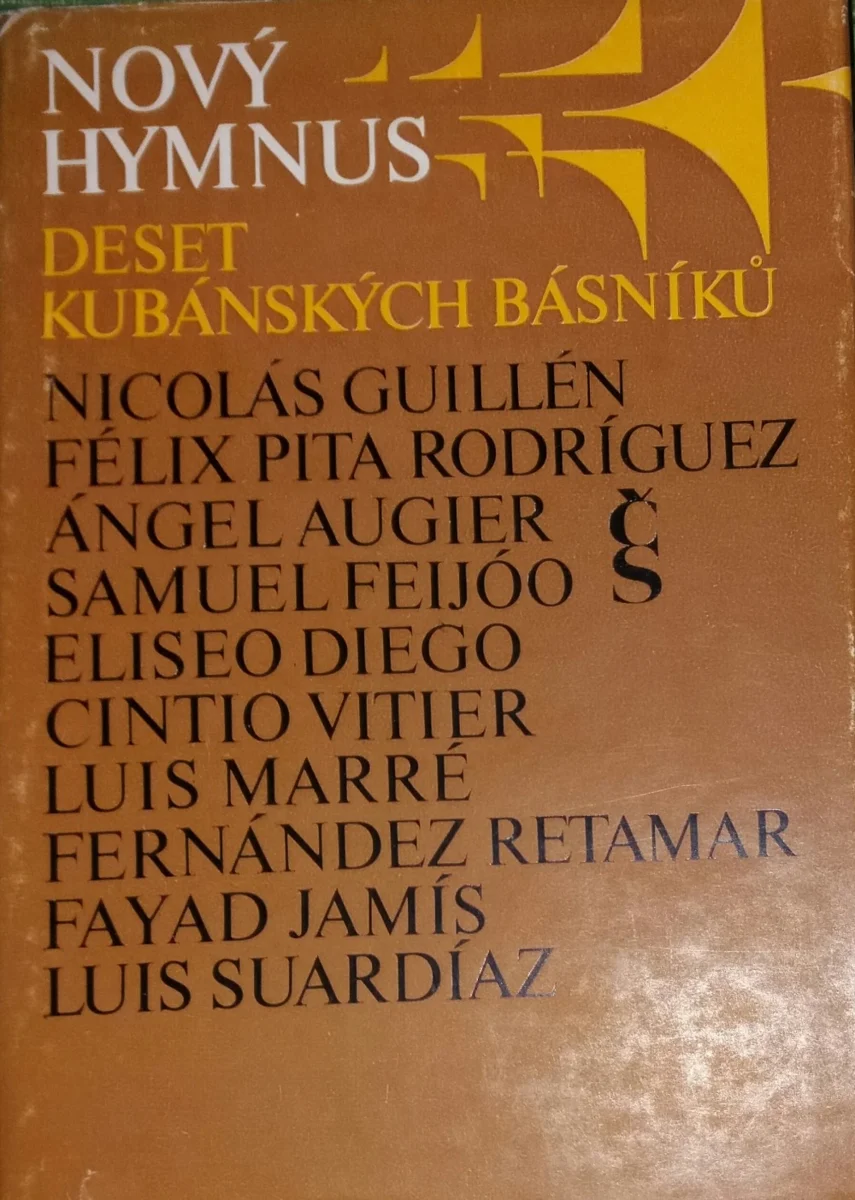 NOVÝ
HYMNUS
DESET
KUBÁNSKÝCH BÁSNÍKŮ
NICOLÁS GUILLÉN
FÉLIX PITA RODRÍGUEZ
ÁNGEL AUGIER
SAMUEL FEIJÓO
ČS
ELISEO DIEGO
CINTIO VITIER
LUIS MARRÉ
FERNÁNDEZ RETAMAR
FAYAD JAMÍS
LUIS SUARDÍAZ